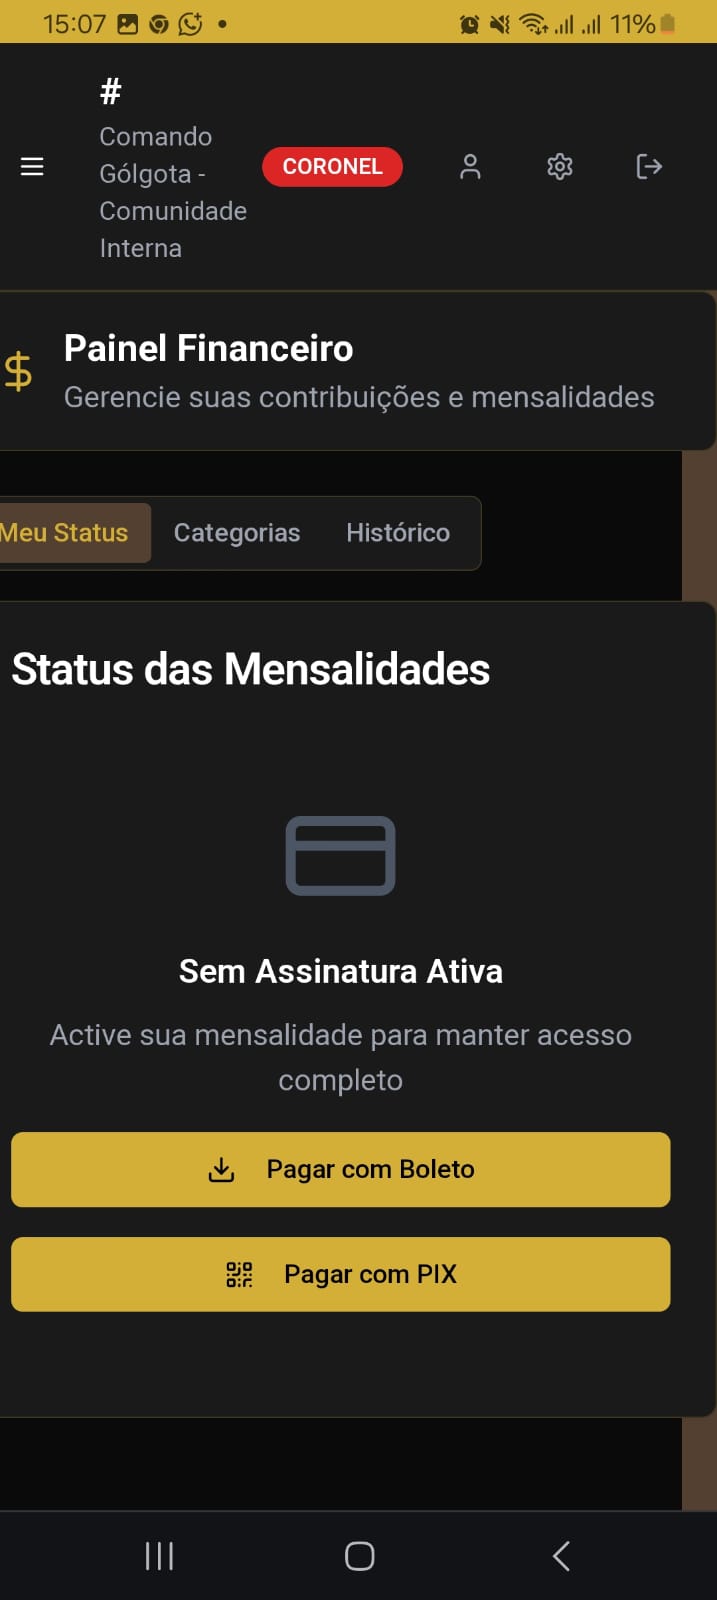 15:07
11%
#
Comando
Gólgota -
Comunidade
Interna
CORONEL
Painel Financeiro
Gerencie suas contribuições e mensalidades
Meu Status
Categorias
Histórico
Status das Mensalidades
Sem Assinatura Ativa
Active sua mensalidade para manter acesso
completo
Pagar com Boleto
Pagar com PIX